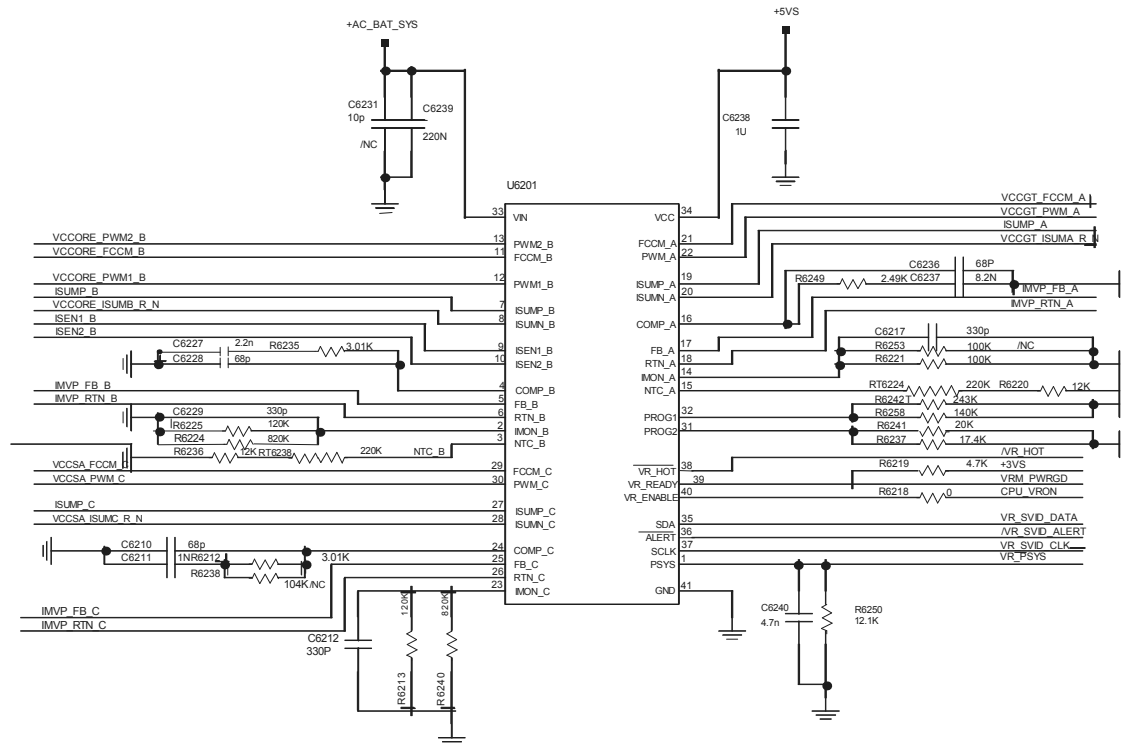 +AC_BAT_SYS
+5VS
C6231
10p
/NC
C6239
220N
C6238
1U
U6201
33 VIN
VCC 34
VCCORE_PWM2_B 13 PWM2_B
VCCORE_FCCM_B 11 FCCM_B
VCCORE_PWM1_B 12 PWM1_B
ISUMP_B 7 ISUMP_B
VCCORE_ISUMB_R_N 8 ISUMN_B
ISEN1_B 9 ISEN1_B
ISEN2_B 10 ISEN2_B
C6227 2.2n R6235 3.01K
C6228 68p
4 COMP_B
IMVP_FB_B 5 FB_B
IMVP_RTN_B 6 RTN_B
C6229 330p
R6225 120K 2 IMON_B
R6224 820K 3 NTC_B
R6236 12K RT6238 220K NTC_B
VCCSA_FCCM_C 29 FCCM_C
VCCSA_PWM_C 30 PWM_C
ISUMP_C 27 ISUMP_C
VCCSA_ISUMC_R_N 28 ISUMN_C
C6210 68p 24 COMP_C
C6211 1N R6212 3.01K 25 FB_C
R6238 104K/NC 26 RTN_C
23 IMON_C
IMVP_FB_C
IMVP_RTN_C
C6212
330P
120K
R6213
820K
R6240
VCCGT_FCCM_A
VCCGT_PWM_A
ISUMP_A
VCCGT_ISUMA_R_N
FCCM_A 21
PWM_A 22
ISUMP_A 19
ISUMN_A 20
C6236 68P
R6249 2.49K C6237 8.2N
IMVP_FB_A
IMVP_RTN_A
COMP_A 16
FB_A 17
RTN_A 18
IMON_A 14
NTC_A 15
C6217 330p
R6253 100K /NC
R6221 100K
RT6224 220K R6220 12K
R6242T 243K
PROG1 32 R6258 140K
PROG2 31 R6241 20K
R6237 17.4K
VR_HOT 38 /VR_HOT
R6219 4.7K +3VS
VR_READY 39 VRM_PWRGD
VR_ENABLE 40 R6218 0 CPU_VRON
SDA 35 VR_SVID_DATA
ALERT 36 /VR_SVID_ALERT
SCLK 37 VR_SVID_CLK
PSYS 1 VR_PSYS
GND 41
C6240
4.7n
R6250
12.1K